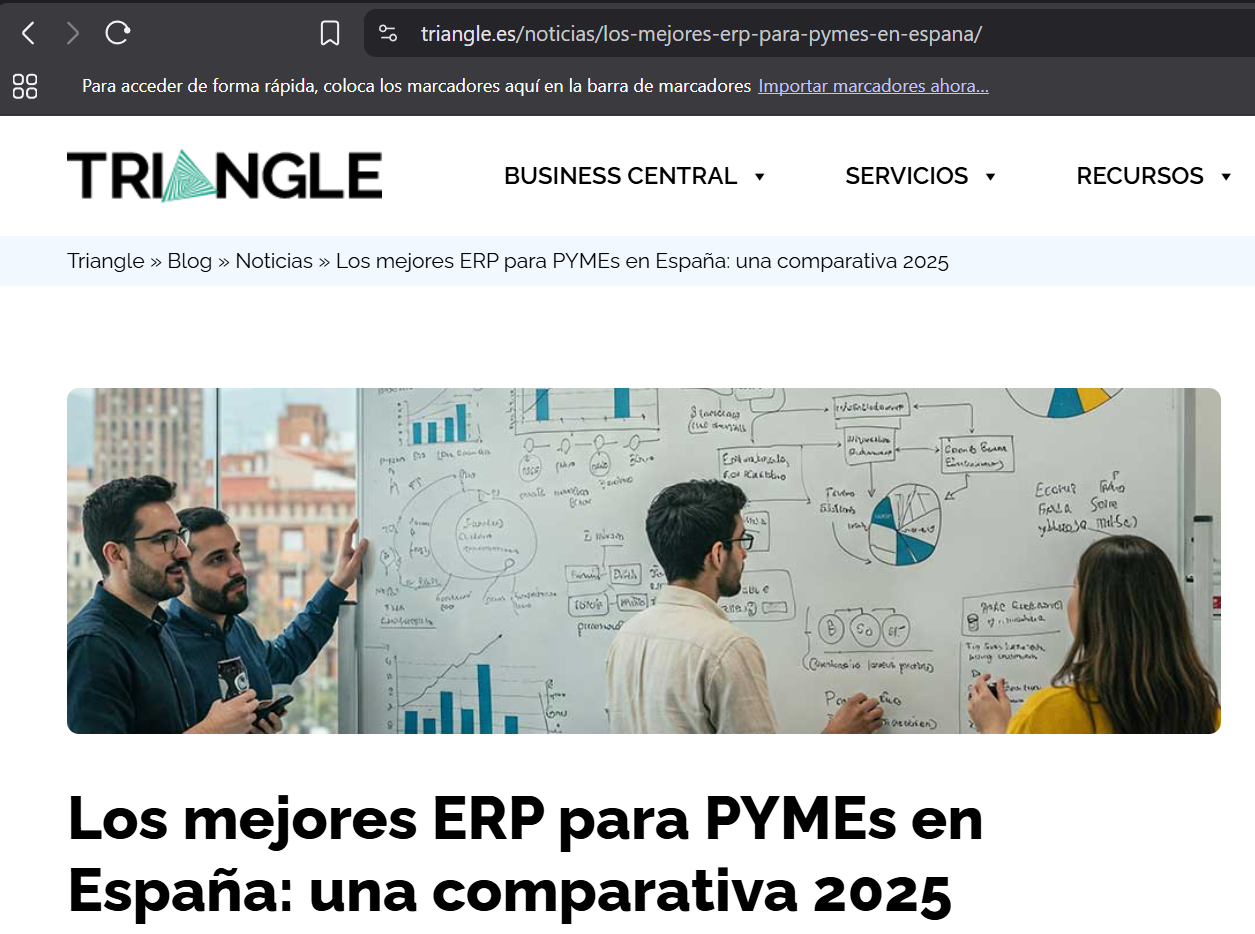 triangle.es/noticias/los-mejores-erp-para-pymes-en-espana/
Para acceder de forma rápida, coloca los marcadores aquí en la barra de marcadores Importar marcadores ahora...
TRIANGLE
BUSINESS CENTRAL
SERVICIOS
RECURSOS
Triangle » Blog » Noticias » Los mejores ERP para PYMEs en España: una comparativa 2025
Los mejores ERP para PYMEs en
España: una comparativa 2025